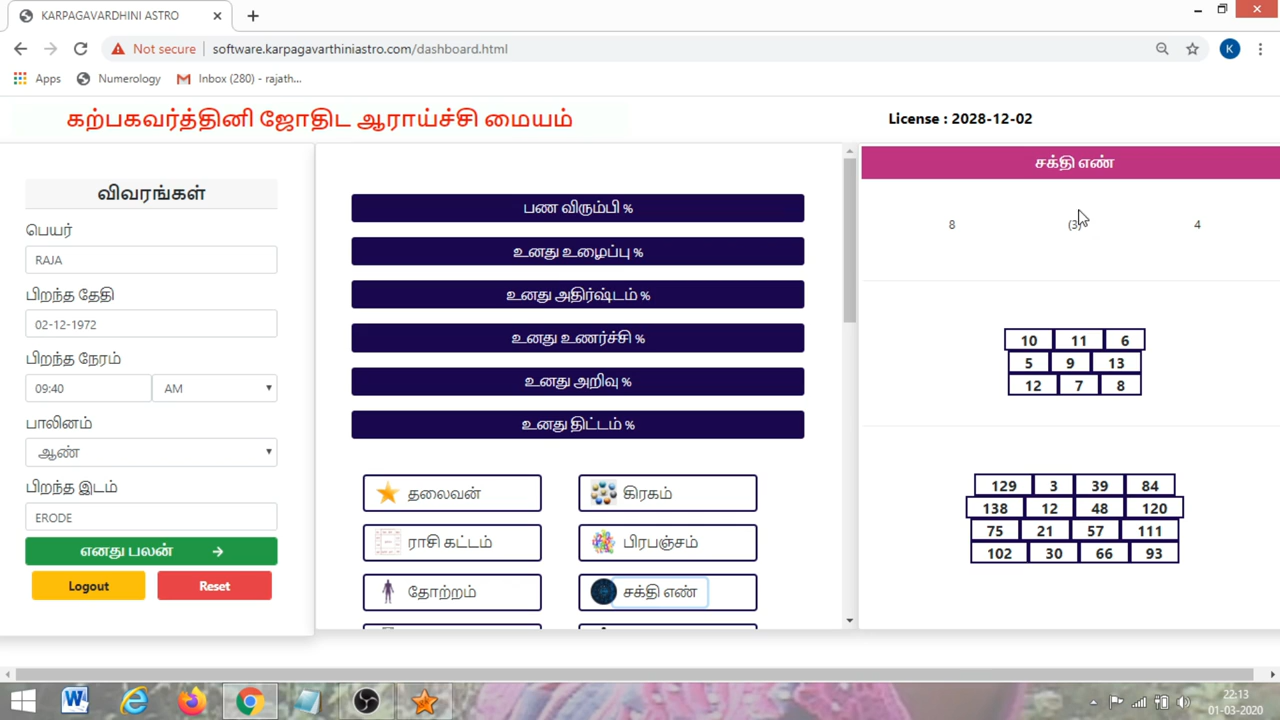 KARPAGAVARDHINI ASTRO
Not secure
software.karpagavarthiniastro.com/dashboard.html
K
Apps
Numerology
Inbox (280) - rajath...
கற்பகவர்த்தினி ஜோதிட ஆராய்ச்சி மையம்
License : 2028-12-02
விவரங்கள்
பெயர்
RAJA
பிறந்த தேதி
02-12-1972
பிறந்த நேரம்
09:40 AM
பாலினம்
ஆண்
பிறந்த இடம்
ERODE
எனது பலன்
Logout Reset
பண விரும்பி %
உனது உழைப்பு %
உனது அதிர்ஷ்டம் %
உனது உணர்ச்சி %
உனது அறிவு %
உனது திட்டம் %
தலைவன் கிரகம்
ராசி கட்டம் பிரபஞ்சம்
தோற்றம் சக்தி எண்
சக்தி எண்
8 (3) 4
10 11 6
5 9 13
12 7 8
129 3 39 84
138 12 48 120
75 21 57 111
102 30 66 93
22:13
01-03-2020